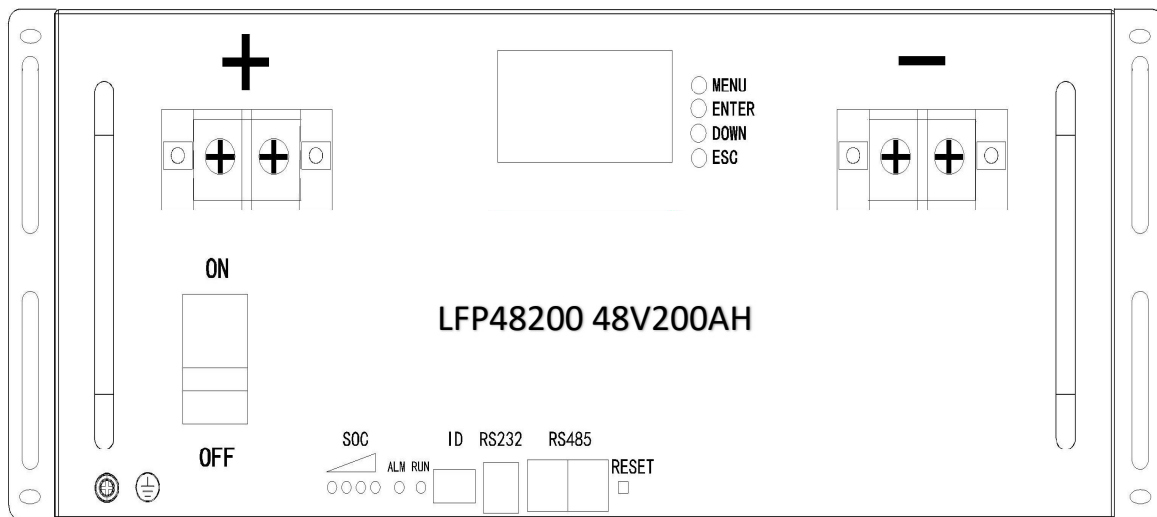 +
-
MENU
ENTER
DOWN
ESC
ON
LFP48200 48V200AH
OFF
SOC
ALM
RUN
ID
RS232
RS485
RESET